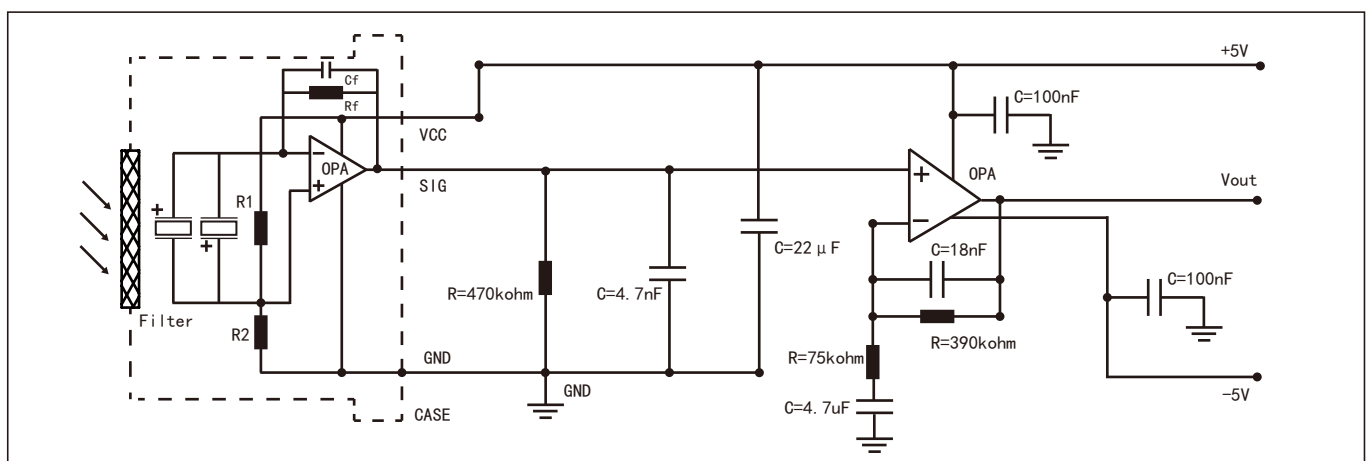 +5V
Cf
Rf
C=100nF
VCC
OPA
OPA
SIG
Vout
+
+
R1
C=22μF
C=18nF
C=100nF
R=470kohm
C=4.7nF
Filter
R2
R=390kohm
R=75kohm
GND
GND
-5V
C=4.7uF
CASE